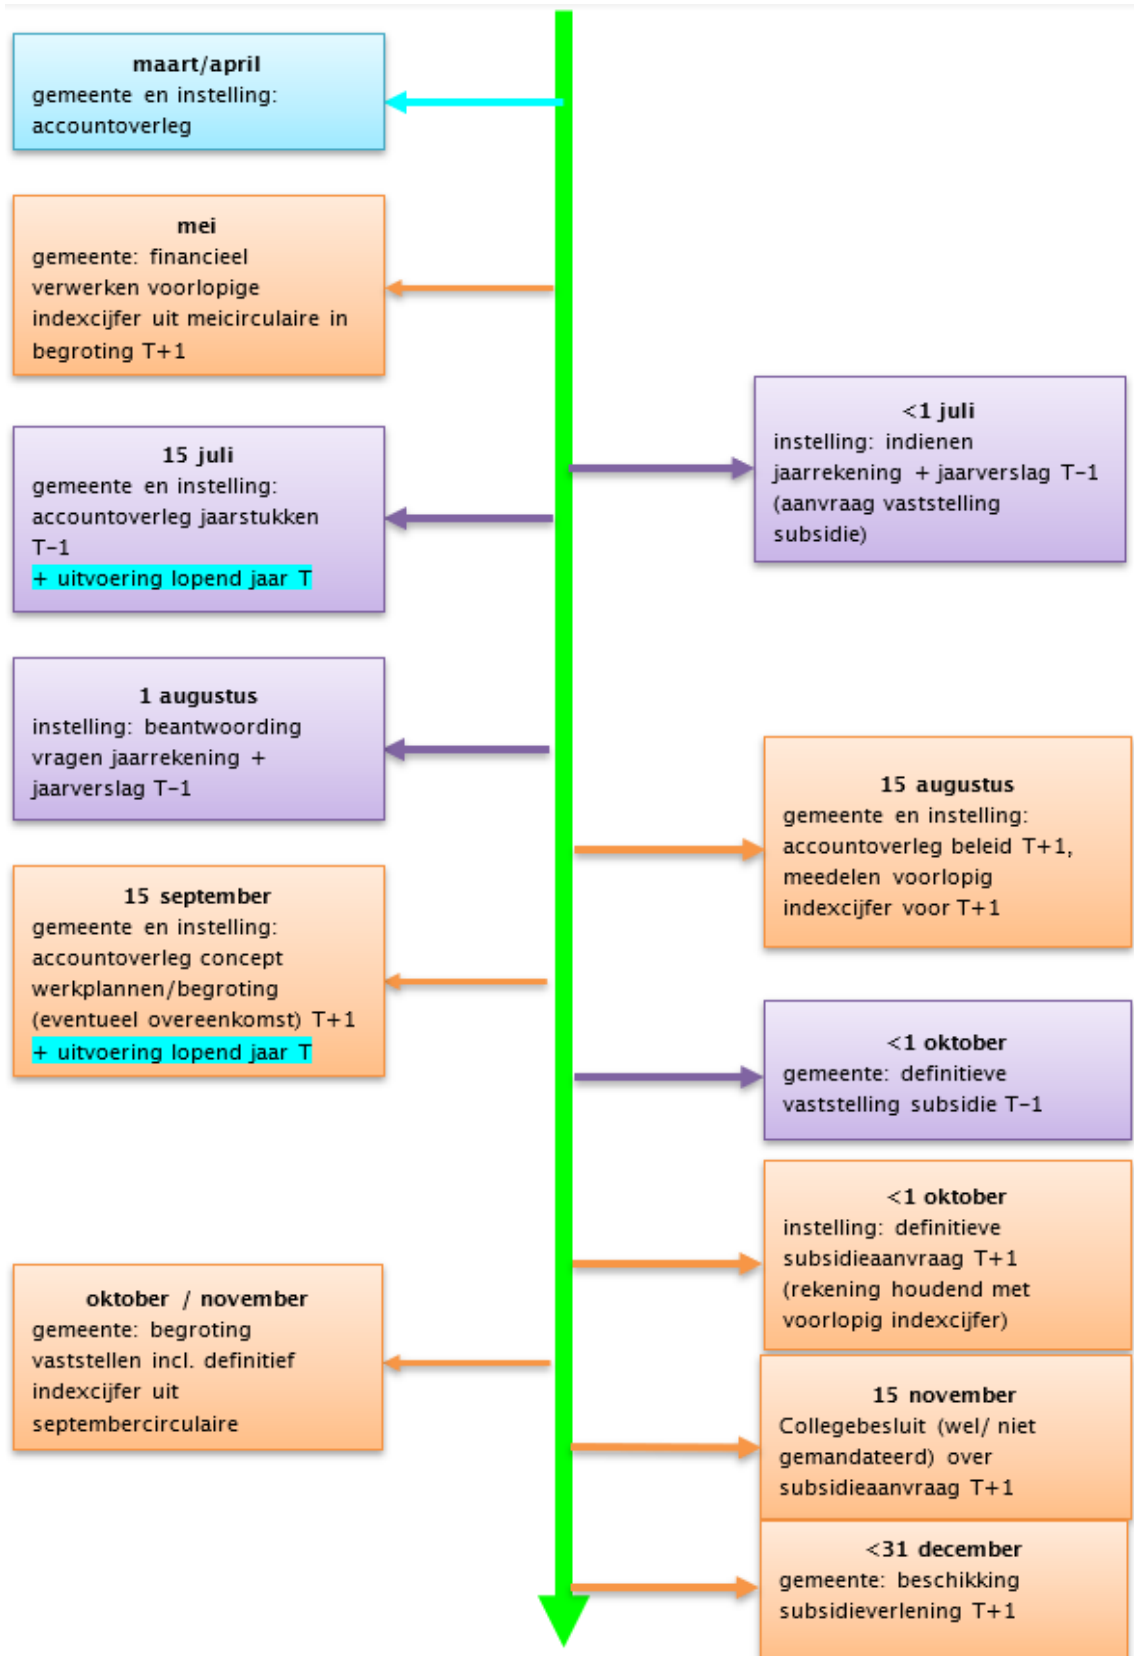 maart/april
gemeente en instelling:
accountoverleg
mei
gemeente: financieel
verwerken voorlopige
indexcijfer uit meicirculaire in
begroting T+1
<1 juli
instelling: indienen
jaarrekening + jaarverslag T-1
(aanvraag vaststelling
subsidie)
15 juli
gemeente en instelling:
accountoverleg jaarstukken
T-1
+ uitvoering lopend jaar T
1 augustus
instelling: beantwoording
vragen jaarrekening +
jaarverslag T-1
15 augustus
gemeente en instelling:
accountoverleg beleid T+1,
meedelen voorlopig
indexcijfer voor T+1
15 september
gemeente en instelling:
accountoverleg concept
werkplannen/begroting
(eventueel overeenkomst) T+1
+ uitvoering lopend jaar T
<1 oktober
gemeente: definitieve
vaststelling subsidie T-1
<1 oktober
instelling: definitieve
subsidieaanvraag T+1
(rekening houdend met
voorlopig indexcijfer)
oktober / november
gemeente: begroting
vaststellen incl. definitief
indexcijfer uit
septembercirculaire
15 november
Collegebesluit (wel/ niet
gemandateerd) over
subsidieaanvraag T+1
<31 december
gemeente: beschikking
subsidieverlening T+1